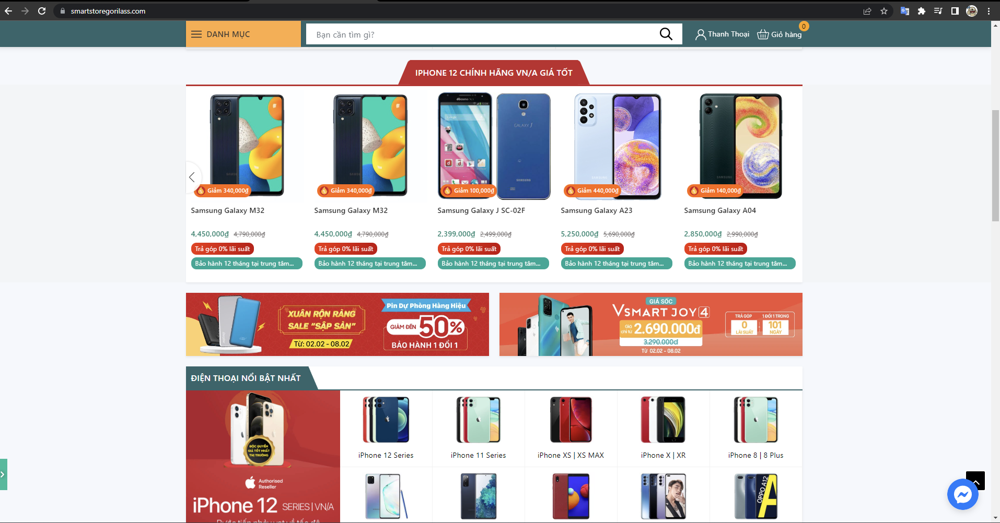 smartstoregorilass.com
DANH MỤC
Bạn cần tìm gì?
Thanh Thoại
Giỏ hàng
0
IPHONE 12 CHÍNH HÃNG VN/A GIÁ TỐT
Giảm 340,000₫
Giảm 340,000₫
Giảm 100,000₫
Giảm 440,000₫
Giảm 140,000₫
döcomo
GALAXY J
SAMSUNG
Samsung Galaxy M32
Samsung Galaxy M32
Samsung Galaxy J SC-02F
Samsung Galaxy A23
Samsung Galaxy A04
4,450,000₫ 4,790,000₫
4,450,000₫ 4,790,000₫
2,399,000₫ 2,499,000₫
5,250,000₫ 5,690,000₫
2,850,000₫ 2,990,000₫
Trả góp 0% lãi suất
Trả góp 0% lãi suất
Trả góp 0% lãi suất
Trả góp 0% lãi suất
Trả góp 0% lãi suất
Bảo hành 12 tháng tại trung tâm...
Bảo hành 12 tháng tại trung tâm...
Bảo hành 12 tháng tại trung tâm...
Bảo hành 12 tháng tại trung tâm...
Bảo hành 12 tháng tại trung tâm...
XUÂN RỘN RÀNG
SALE “SẬP SÀN”
TỪ: 02.02 - 08.02
Pin Dự Phòng Hàng Hiệu
GIẢM ĐẾN 50%
BẢO HÀNH 1 ĐỔI 1
GIÁ SỐC
VSMART JOY 4
Giá chỉ từ 2.690.000đ
3.290.000đ
TỪ 02.02 - 08.02
TRẢ GÓP
0
LÃI SUẤT
1 ĐỔI 1 TRONG
101
NGÀY
ĐIỆN THOẠI NỔI BẬT NHẤT
ĐỘC QUYỀN
GIÁ TỐT NHẤT
THỊ TRƯỜNG
Authorised
Reseller
iPhone 12 SERIES | VN/A
iPhone 12 Series
iPhone 11 Series
iPhone XS | XS MAX
iPhone X | XR
iPhone 8 | 8 Plus
OPPO A12